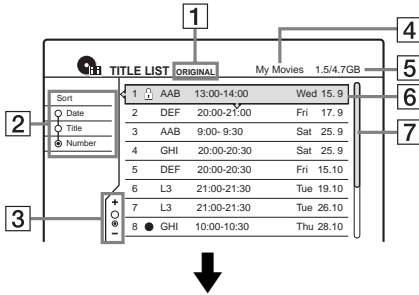 1
4
TITLE LIST ORIGINAL My Movies 1.5/4.7GB
5
Sort
Date
Title
Number
2
1 AAB 13:00-14:00 Wed 15. 9
6
2 DEF 20:00-21:00 Fri 17. 9
3 AAB 9:00- 9:30 Sat 25. 9
7
4 GHI 20:00-20:30 Sat 25. 9
5 DEF 20:00-20:30 Fri 15.10
6 L3 21:00-21:30 Tue 19.10
3
+
−
7 L3 21:00-21:30 Tue 26.10
8 GHI 10:00-10:30 Thu 28.10